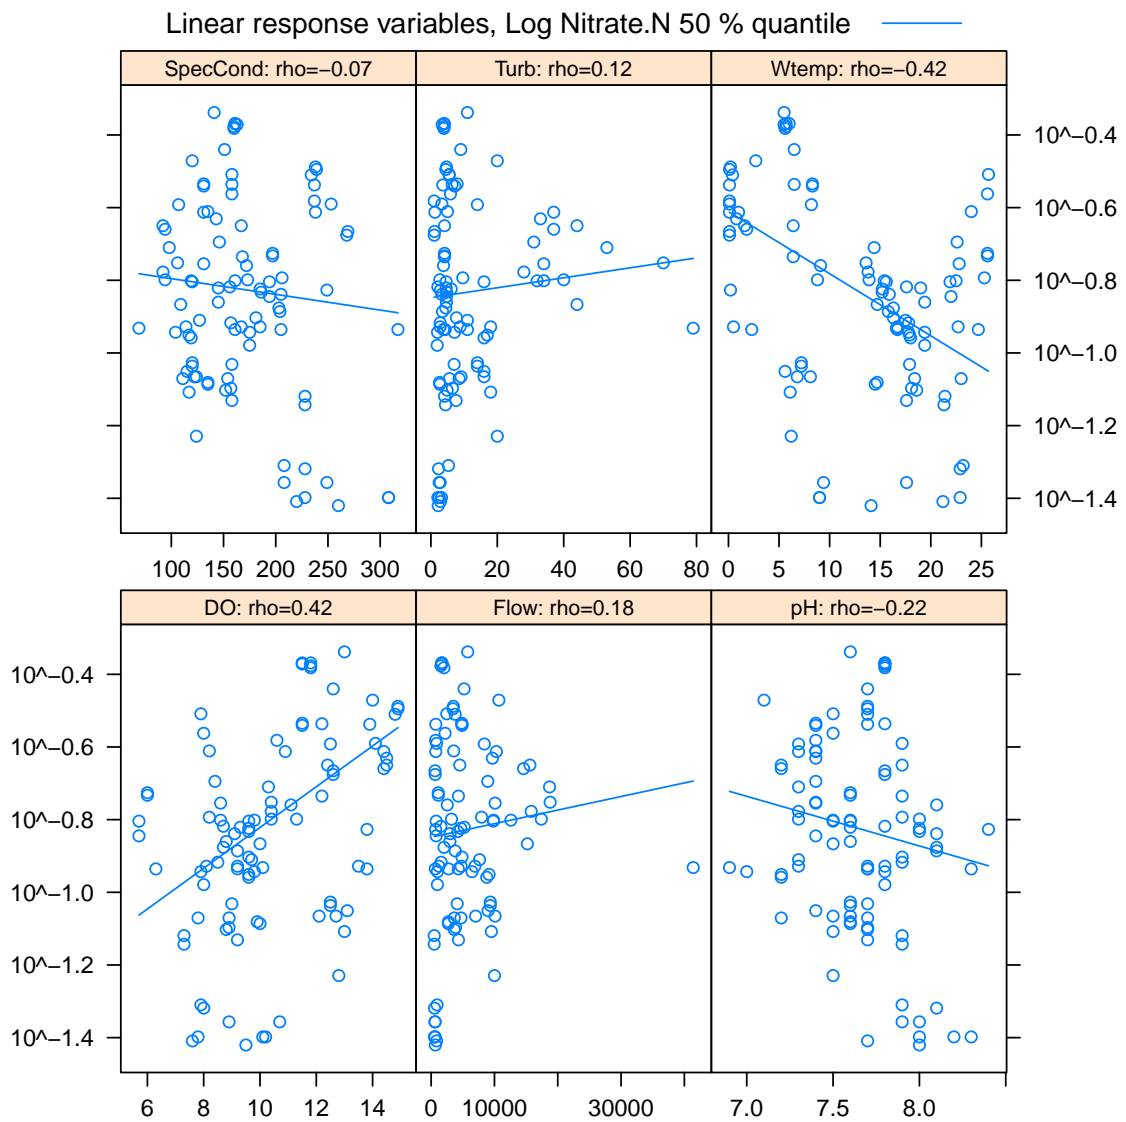 Linear response variables, Log Nitrate.N 50 % quantile
SpecCond: rho=−0.07 Turb: rho=0.12 Wtemp: rho=−0.42
10^−0.4
10^−0.6
10^−0.8
10^−1.0
10^−1.2
10^−1.4
100 150 200 250 300 0 20 40 60 80 0 5 10 15 20 25
DO: rho=0.42 Flow: rho=0.18 pH: rho=−0.22
10^−0.4
10^−0.6
10^−0.8
10^−1.0
10^−1.2
10^−1.4
6 8 10 12 14 0 10000 30000 7.0 7.5 8.0